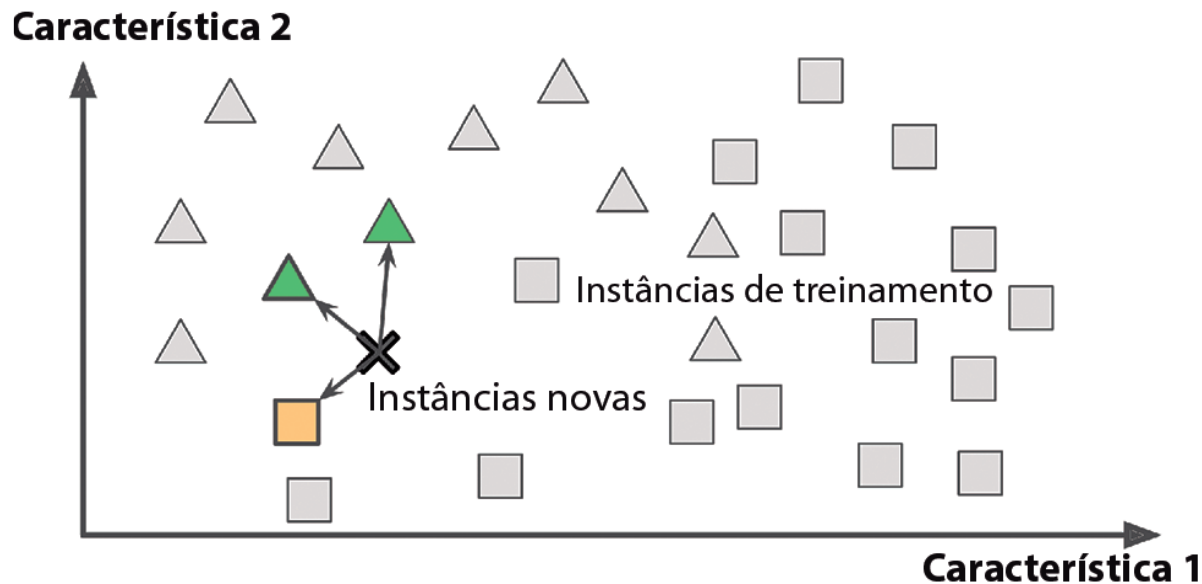 Característica 2
Instâncias de treinamento
Instâncias novas
Característica 1